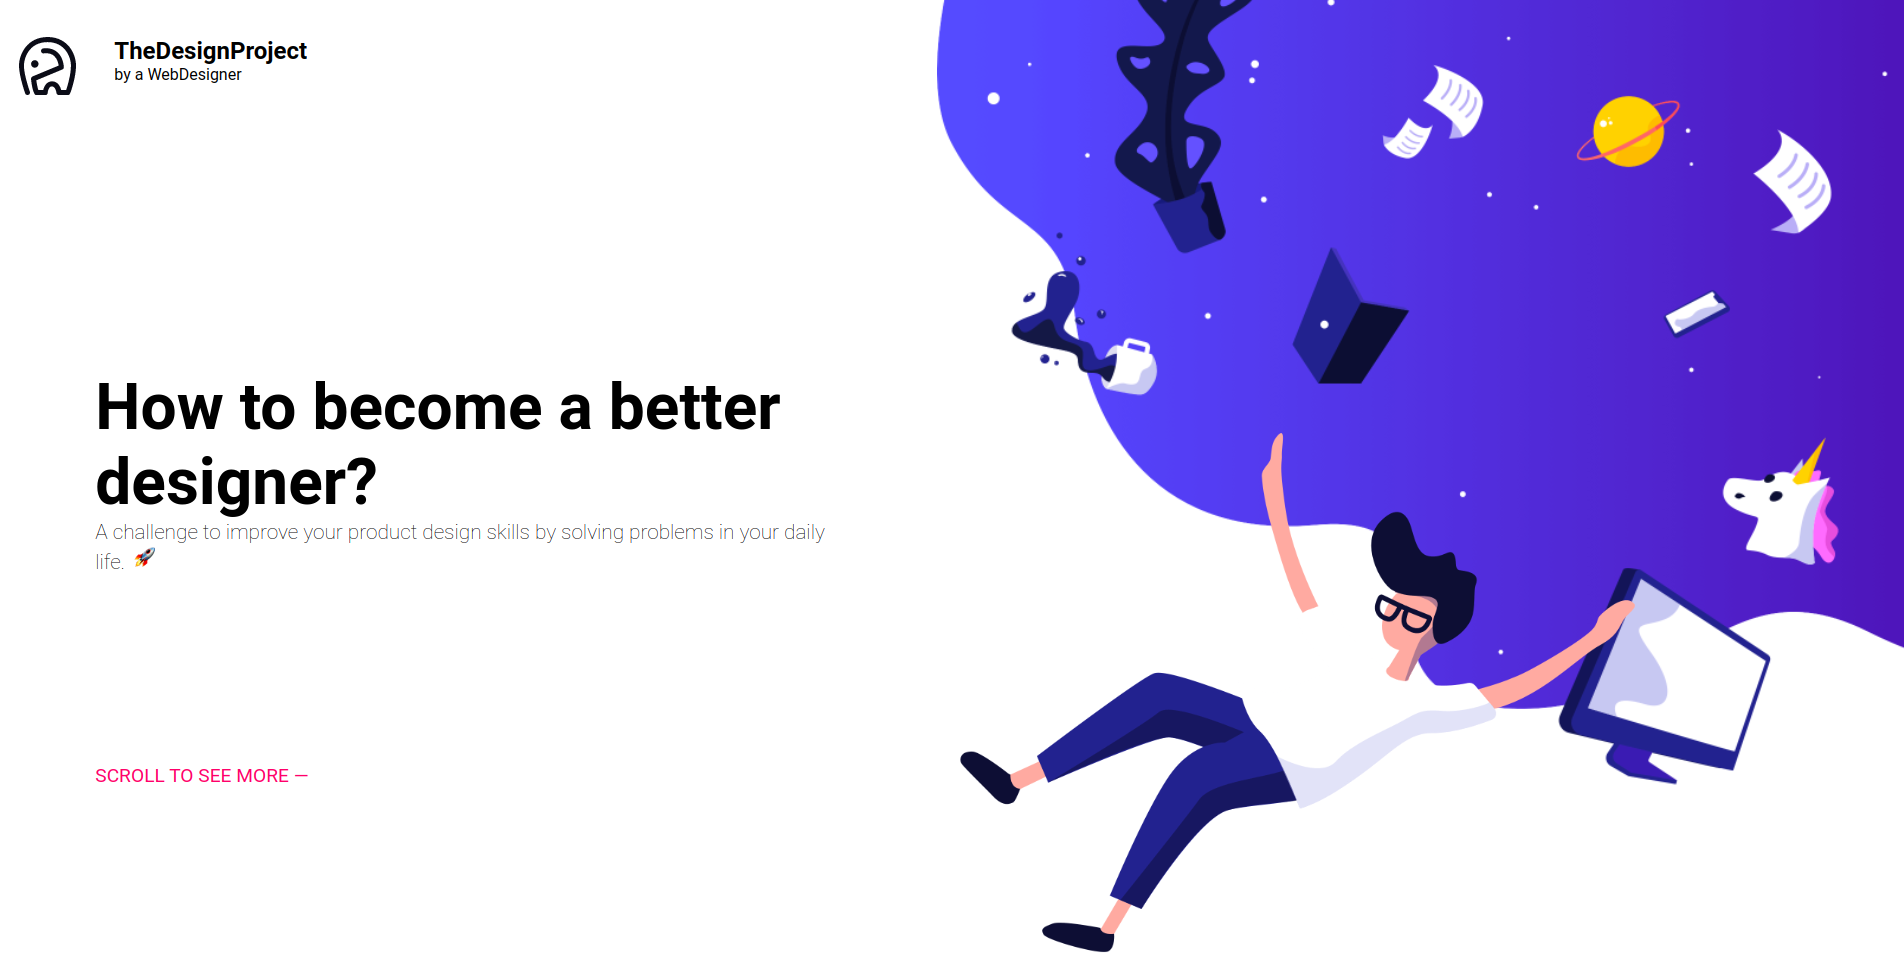 TheDesignProject
by a WebDesigner
How to become a better
designer?
A challenge to improve your product design skills by solving problems in your daily
life. 🚀
SCROLL TO SEE MORE —